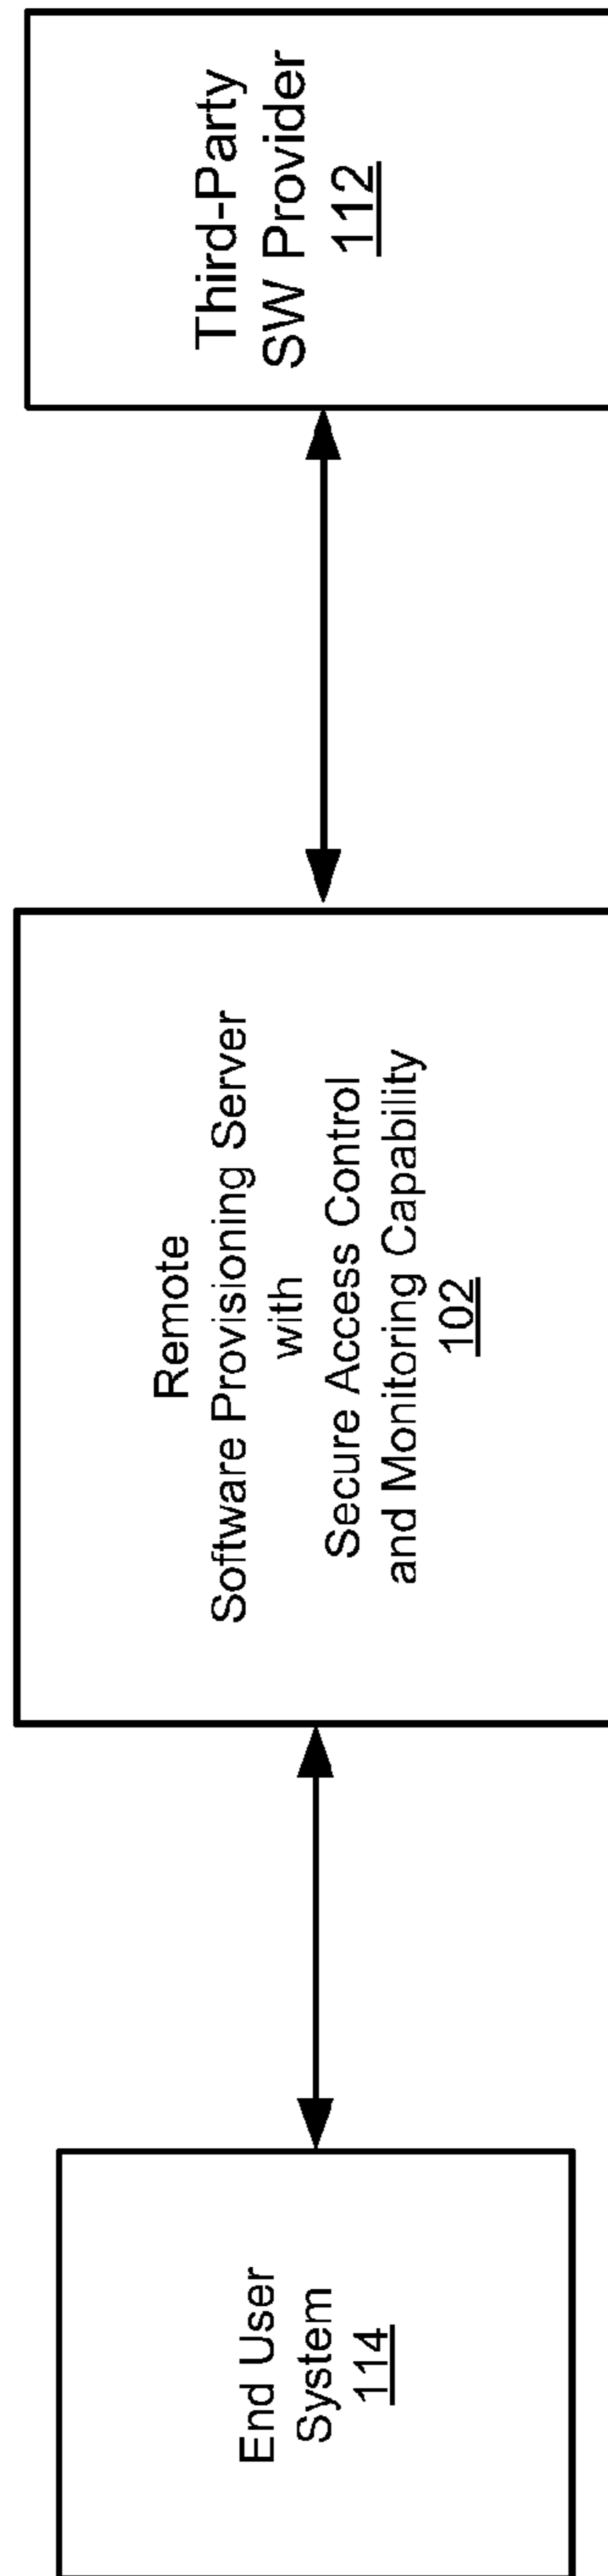 End User
System
114
Remote
Software Provisioning Server
with
Secure Access Control
and Monitoring Capability
102
Third-Party
SW Provider
112